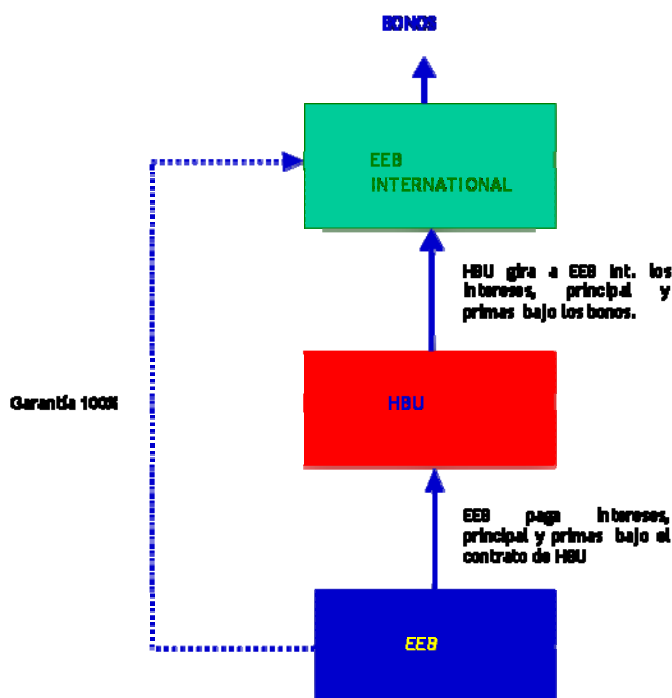 BONOS
EEB
INTERNATIONAL
HBU gira a EEB Int. los
intereses, principal y
primas bajo los bonos.
Garantía 100%
HBU
EEB paga intereses,
principal y primas bajo el
contrato de HBU
EEB